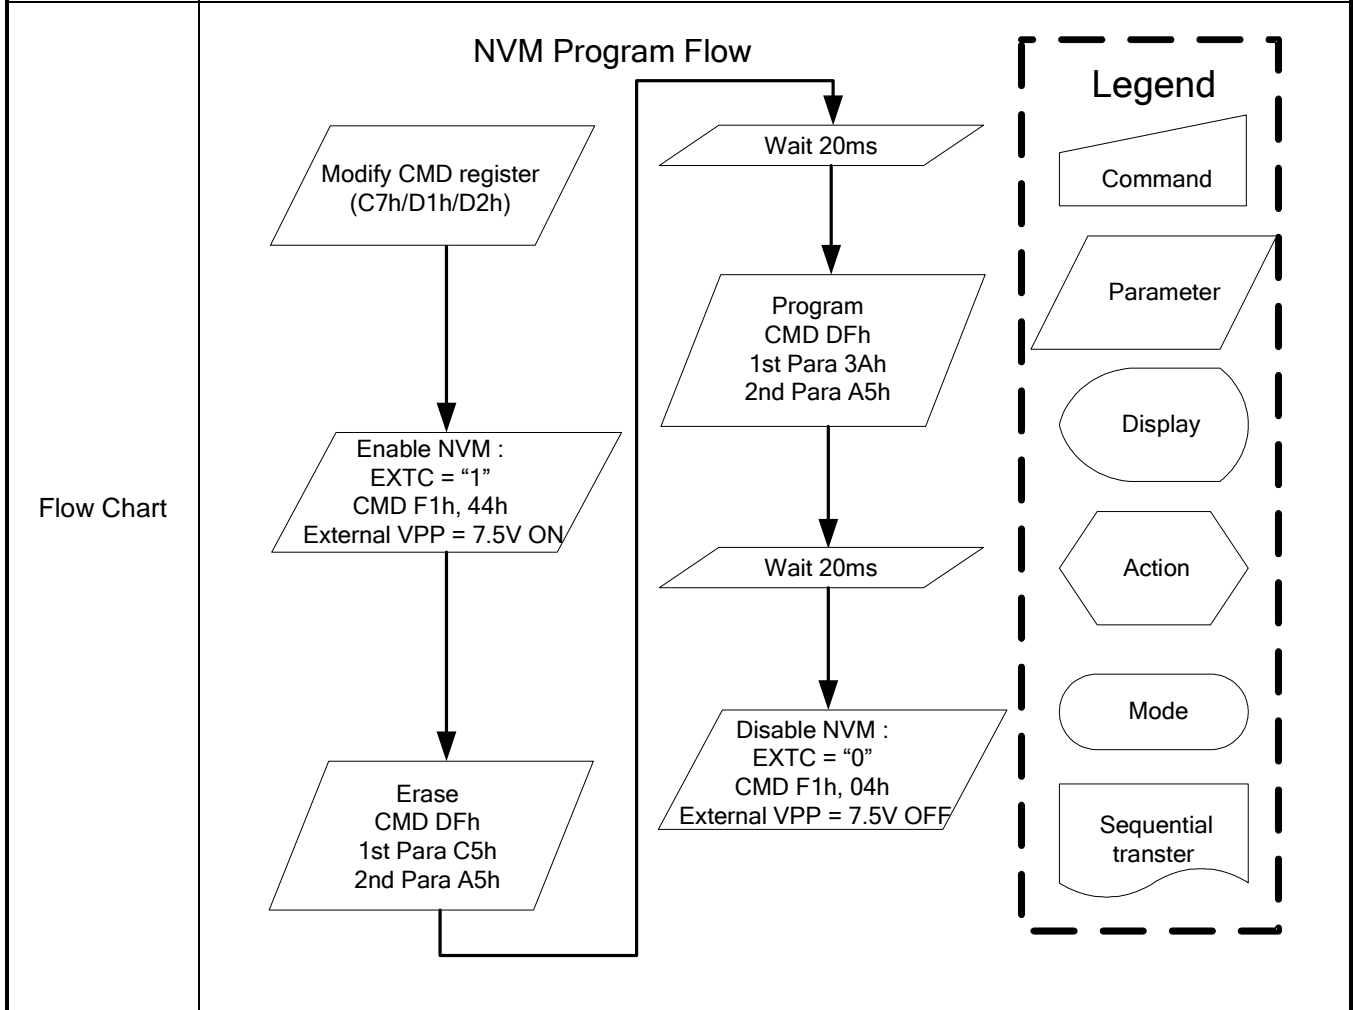 Flow Chart
NVM Program Flow
Modify CMD register
(C7h/D1h/D2h)
Enable NVM :
EXTC = “1”
CMD F1h, 44h
External VPP = 7.5V ON
Erase
CMD DFh
1st Para C5h
2nd Para A5h
Wait 20ms
Program
CMD DFh
1st Para 3Ah
2nd Para A5h
Wait 20ms
Disable NVM :
EXTC = “0”
CMD F1h, 04h
External VPP = 7.5V OFF
Legend
Command
Parameter
Display
Action
Mode
Sequential
transter